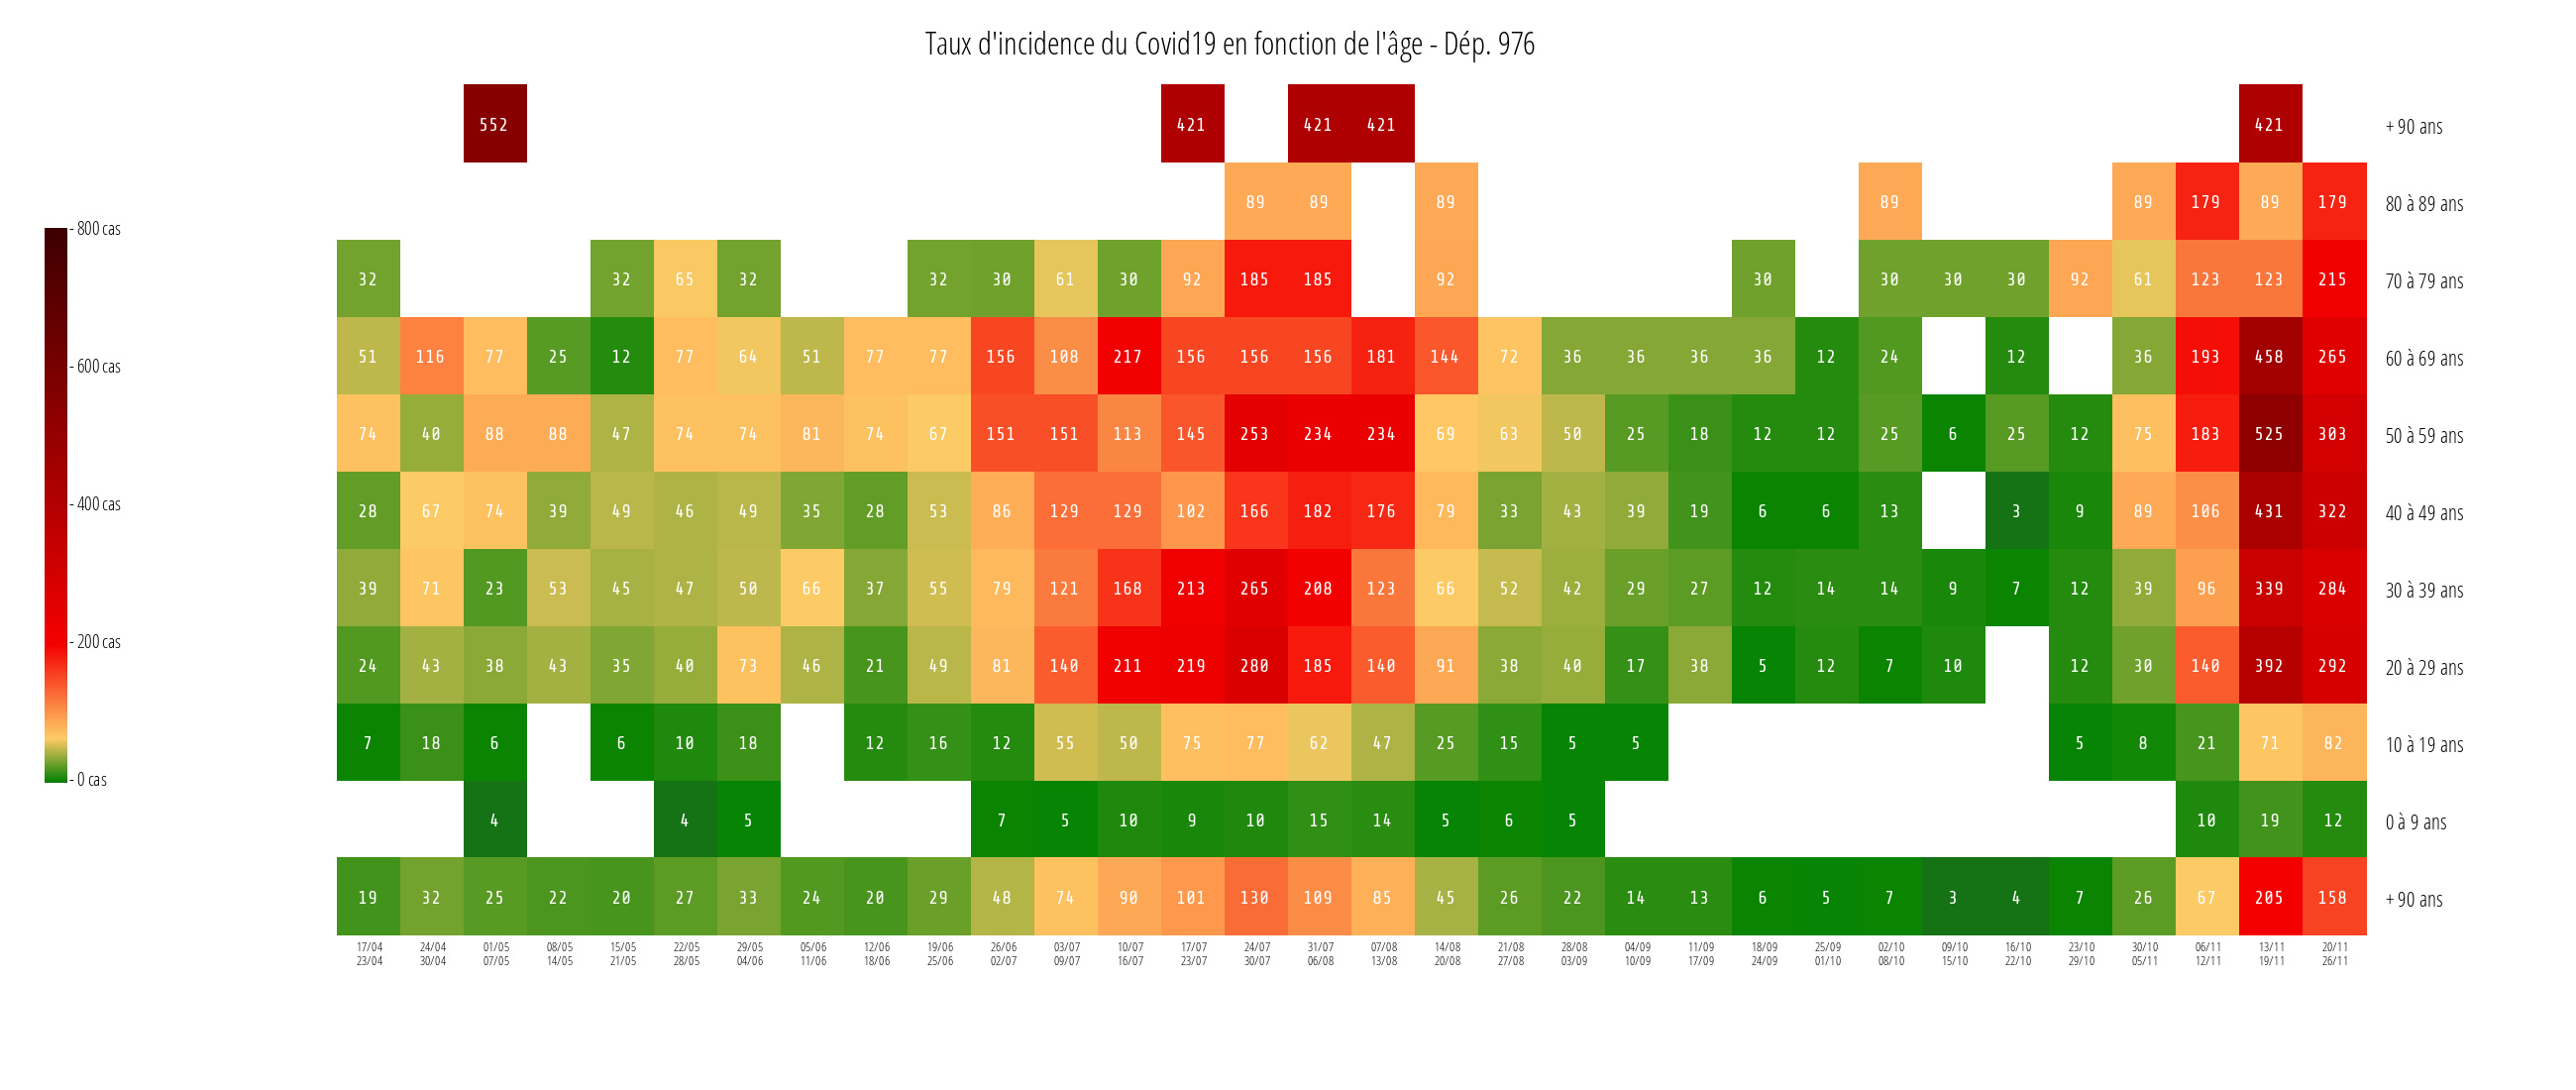 Taux d'incidence du Covid19 en fonction de l'âge - Dép. 976
- 800 cas
- 600 cas
- 400 cas
- 200 cas
- 0 cas
552 421 421 421 421 + 90 ans
89 89 89 89 89 179 89 179 80 à 89 ans
32 32 65 32 32 30 61 30 92 185 185 92 30 30 30 30 92 61 123 123 215 70 à 79 ans
51 116 77 25 12 77 64 51 77 77 156 108 217 156 156 156 181 144 72 36 36 36 36 12 24 12 36 193 458 265 60 à 69 ans
74 40 88 88 47 74 74 81 74 67 151 151 113 145 253 234 234 69 63 50 25 18 12 12 25 6 25 12 75 183 525 303 50 à 59 ans
28 67 74 39 49 46 49 35 28 53 86 129 129 102 166 182 176 79 33 43 39 19 6 6 13 3 9 89 106 431 322 40 à 49 ans
39 71 23 53 45 47 50 66 37 55 79 121 168 213 265 208 123 66 52 42 29 27 12 14 14 9 7 12 39 96 339 284 30 à 39 ans
24 43 38 43 35 40 73 46 21 49 81 140 211 219 280 185 140 91 38 40 17 38 5 12 7 10 12 30 140 392 292 20 à 29 ans
7 18 6 6 10 18 12 16 12 55 50 75 77 62 47 25 15 5 5 5 8 21 71 82 10 à 19 ans
4 4 5 7 5 10 9 10 15 14 5 6 5 10 19 12 0 à 9 ans
19 32 25 22 20 27 33 24 20 29 48 74 90 101 130 109 85 45 26 22 14 13 6 5 7 3 4 7 26 67 205 158 + 90 ans
17/04 24/04 01/05 08/05 15/05 22/05 29/05 05/06 12/06 19/06 26/06 03/07 10/07 17/07 24/07 31/07 07/08 14/08 21/08 28/08 04/09 11/09 18/09 25/09 02/10 09/10 16/10 23/10 30/10 06/11 13/11 20/11
23/04 30/04 07/05 14/05 21/05 28/05 04/06 11/06 18/06 25/06 02/07 09/07 16/07 23/07 30/07 06/08 13/08 20/08 27/08 03/09 10/09 17/09 24/09 01/10 08/10 15/10 22/10 29/10 05/11 12/11 19/11 26/11